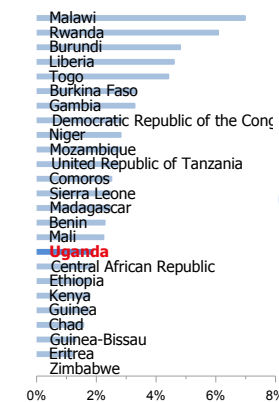 Malawi
Rwanda
Burundi
Liberia
Togo
Burkina Faso
Gambia
Democratic Republic of the Cong
Niger
Mozambique
United Republic of Tanzania
Comoros
Sierra Leone
Madagascar
Benin
Mali
Uganda
Central African Republic
Ethiopia
Kenya
Guinea
Chad
Guinea-Bissau
Eritrea
Zimbabwe
0% 2% 4% 6% 8%